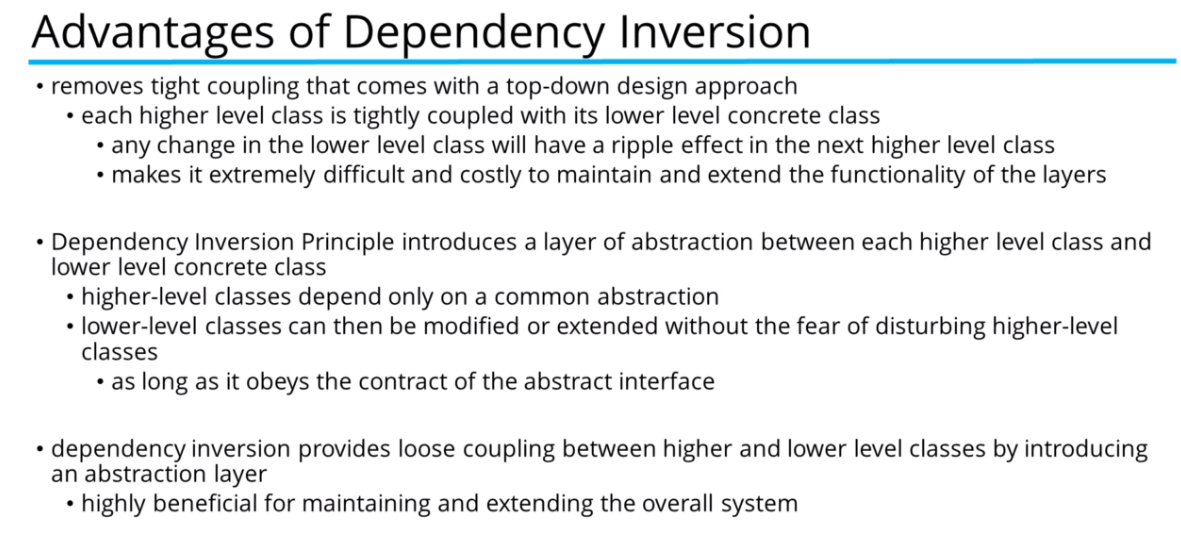 Advantages of Dependency Inversion
• removes tight coupling that comes with a top-down design approach
• each higher level class is tightly coupled with its lower level concrete class
• any change in the lower level class will have a ripple effect in the next higher level class
• makes it extremely difficult and costly to maintain and extend the functionality of the layers
• Dependency Inversion Principle introduces a layer of abstraction between each higher level class and
lower level concrete class
• higher-level classes depend only on a common abstraction
• lower-level classes can then be modified or extended without the fear of disturbing higher-level
classes
• as long as it obeys the contract of the abstract interface
• dependency inversion provides loose coupling between higher and lower level classes by introducing
an abstraction layer
• highly beneficial for maintaining and extending the overall system